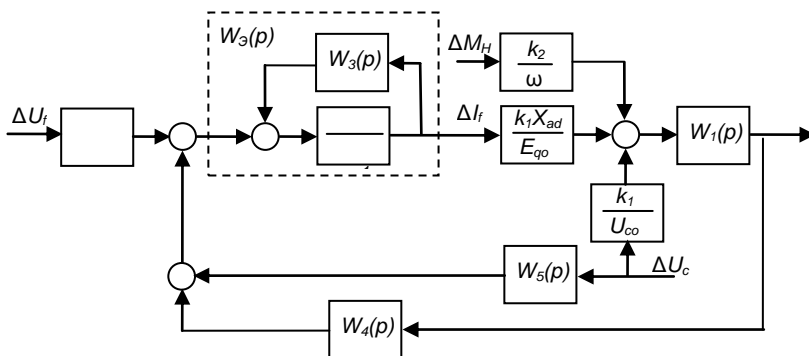 Wэ(p)
W3(p)
ΔMH
k2
ω
ΔUf
ΔIf
k1Xad
Eqo
W1(p)
k1
Uco
W5(p)
ΔUc
W4(p)